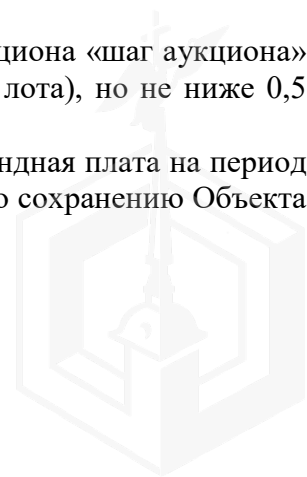 циона «шаг аукциона»
лота), но не ниже 0,5
ндная плата на период
о сохранению Объекта